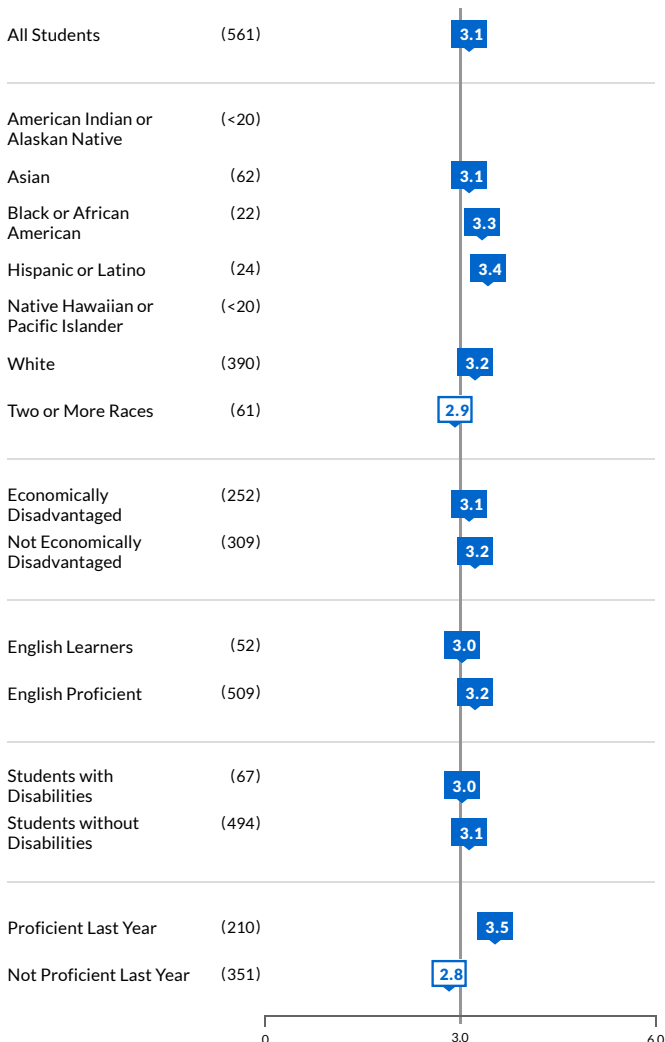 All Students (561) 3.1
American Indian or (<20)
Alaskan Native
Asian (62) 3.1
Black or African (22) 3.3
American
Hispanic or Latino (24) 3.4
Native Hawaiian or (<20)
Pacific Islander
White (390) 3.2
Two or More Races (61) 2.9
Economically (252) 3.1
Disadvantaged
Not Economically (309) 3.2
Disadvantaged
English Learners (52) 3.0
English Proficient (509) 3.2
Students with (67) 3.0
Disabilities
Students without (494) 3.1
Disabilities
Proficient Last Year (210) 3.5
Not Proficient Last Year (351) 2.8
0 3.0 6.0